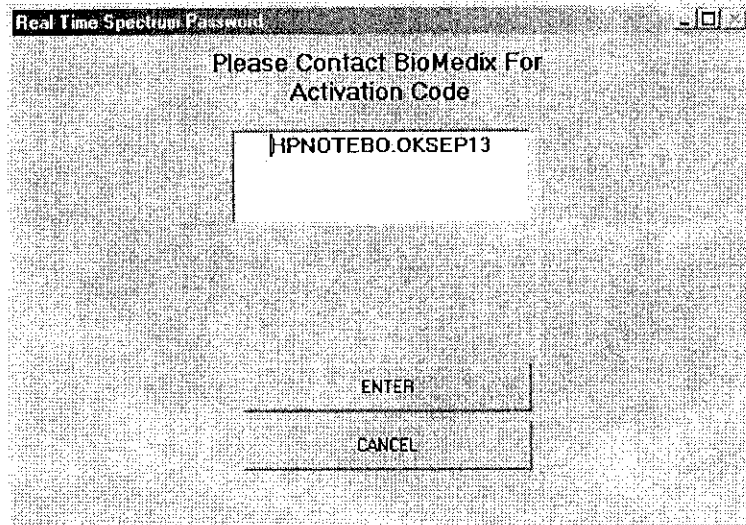 Real Time Spectrum Password
Please Contact BioMedix For
Activation Code
HPNOTEBO.OKSEP13
ENTER
CANCEL